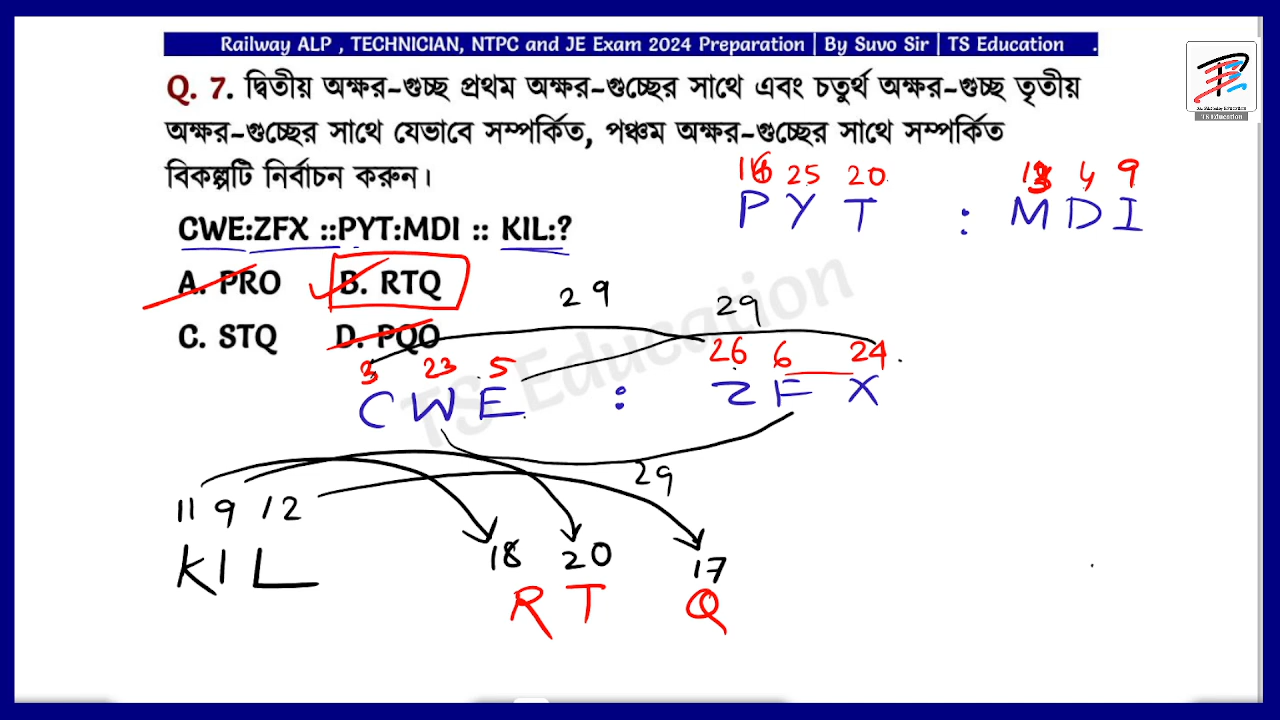 Railway ALP , TECHNICIAN, NTPC and JE Exam 2024 Preparation | By Suvo Sir | TS Education .
Q. 7. দ্বিতীয় অক্ষর-গুচ্ছ প্রথম অক্ষর-গুচ্ছের সাথে এবং চতুর্থ অক্ষর-গুচ্ছ তৃতীয়
অক্ষর-গুচ্ছের সাথে যেভাবে সম্পর্কিত, পঞ্চম অক্ষর-গুচ্ছের সাথে সম্পর্কিত
বিকল্পটি নির্বাচন করুন।
16 25 20 13 4 9
P Y T : M D I
CWE:ZFX ::PYT:MDI :: KIL:?
A. PRO B. RTQ
C. STQ D. PQO
29 29
3 23 5 26 6 24
C W E : Z F X
TS Education
29
11 9 12
K I L
18 20 17
R T Q
TS Education